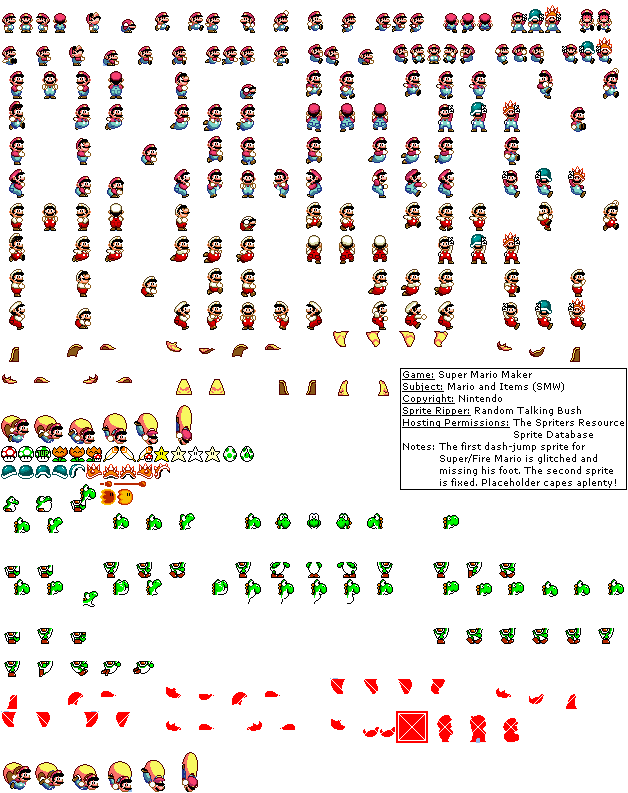 Game: Super Mario Maker
Subject: Mario and Items (SMW)
Copyright: Nintendo
Sprite Ripper: Random Talking Bush
Hosting Permissions: The Spriters Resource
Sprite Database
Notes: The first dash-jump sprite for
Super/Fire Mario is glitched and
missing his foot. The second sprite
is fixed. Placeholder capes aplenty!